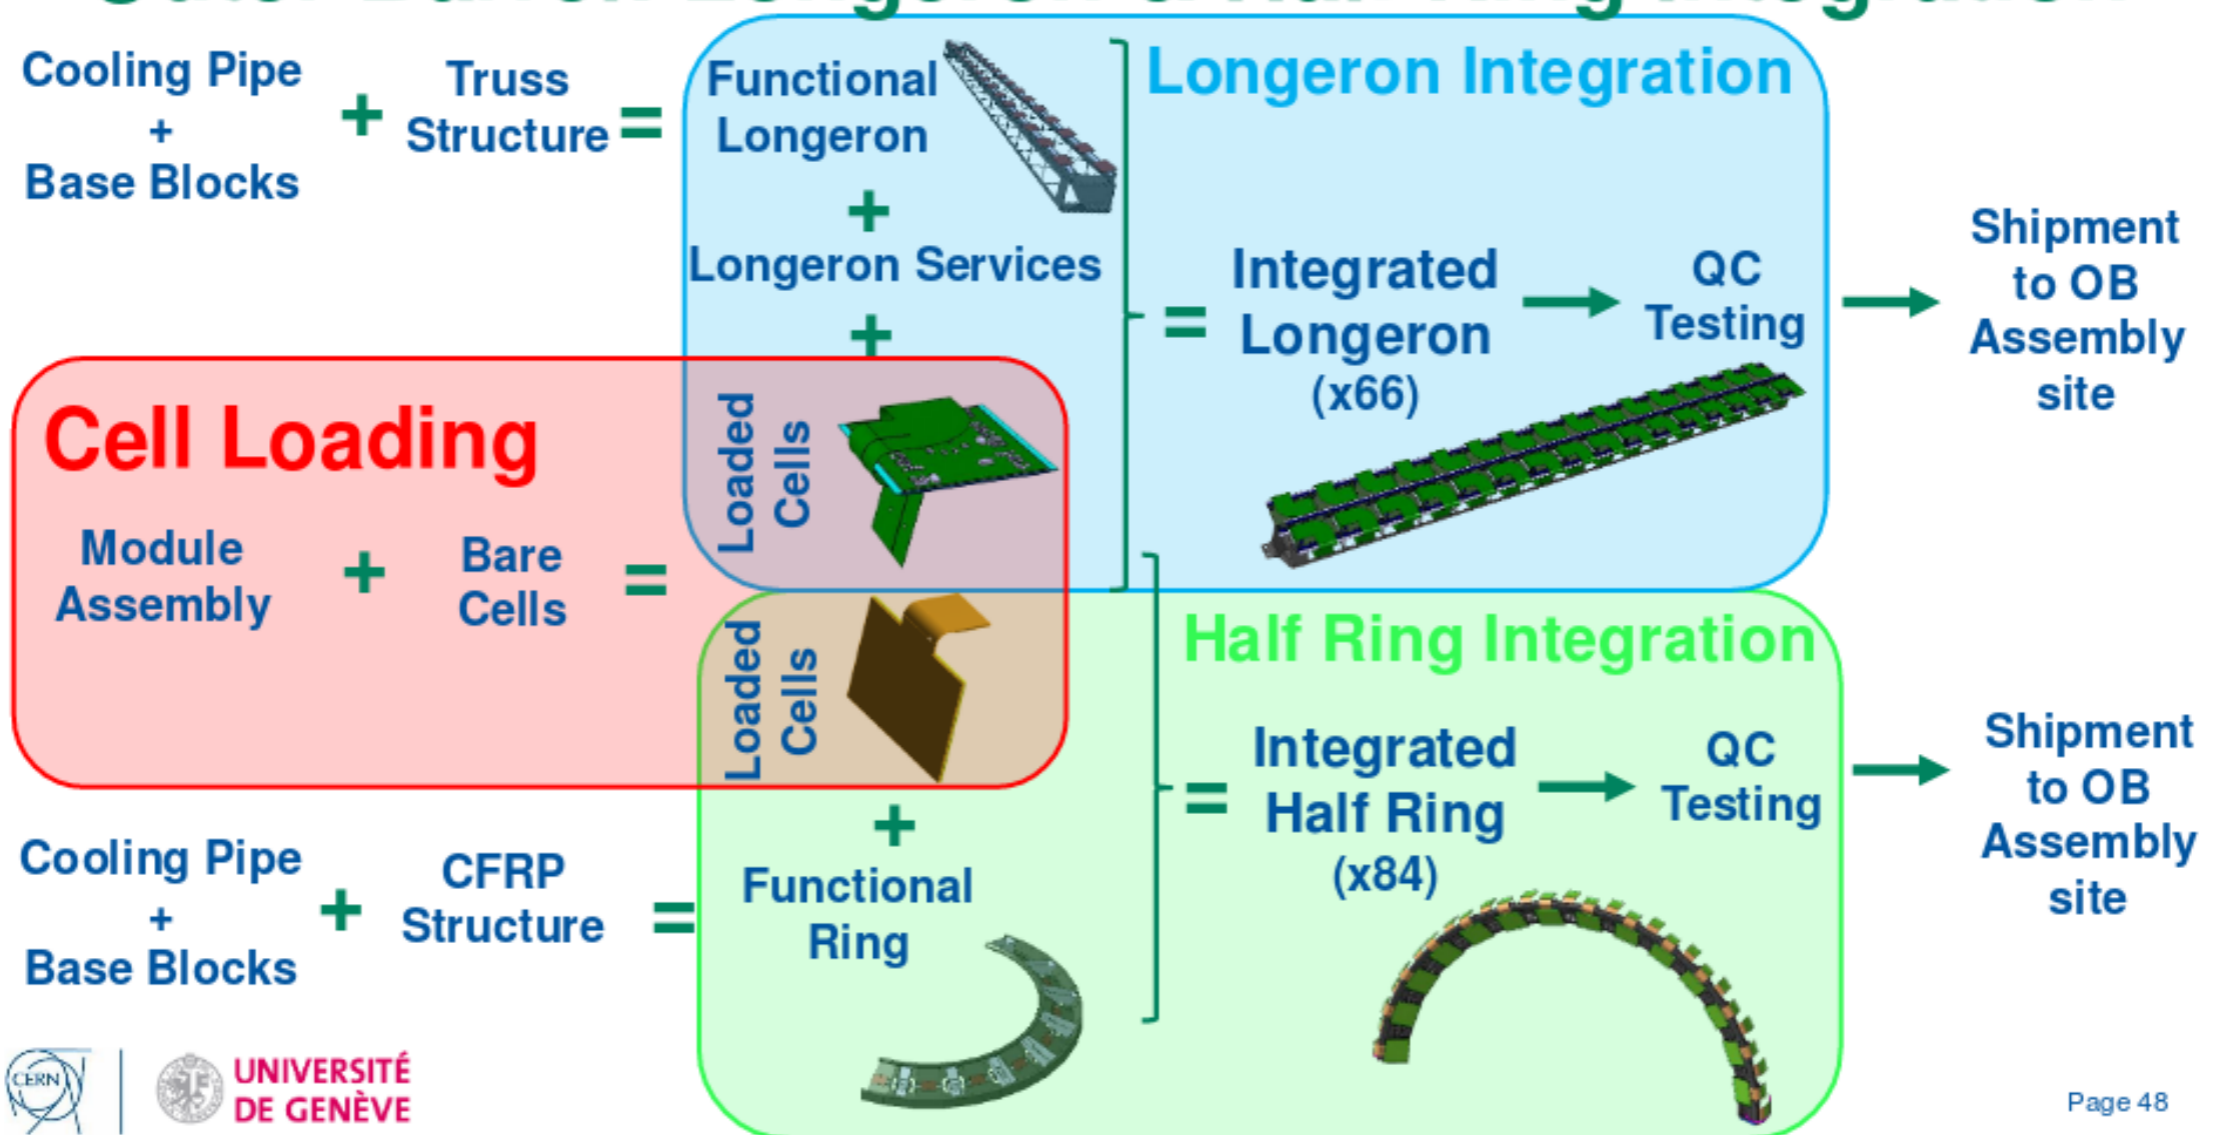 Cooling Pipe
+
Base Blocks
+
Truss
Structure
=
Functional
Longeron
+
Longeron Services
+
Longeron Integration
=
Integrated
Longeron
(x66)
QC
Testing
Shipment
to OB
Assembly
site
Cell Loading
Module
Assembly
+
Bare
Cells
=
Loaded
Cells
Loaded
Cells
Half Ring Integration
+
Functional
Ring
=
Integrated
Half Ring
(x84)
QC
Testing
Shipment
to OB
Assembly
site
Cooling Pipe
+
Base Blocks
+
CFRP
Structure
=
CERN
UNIVERSITÉ
DE GENÈVE
Page 48